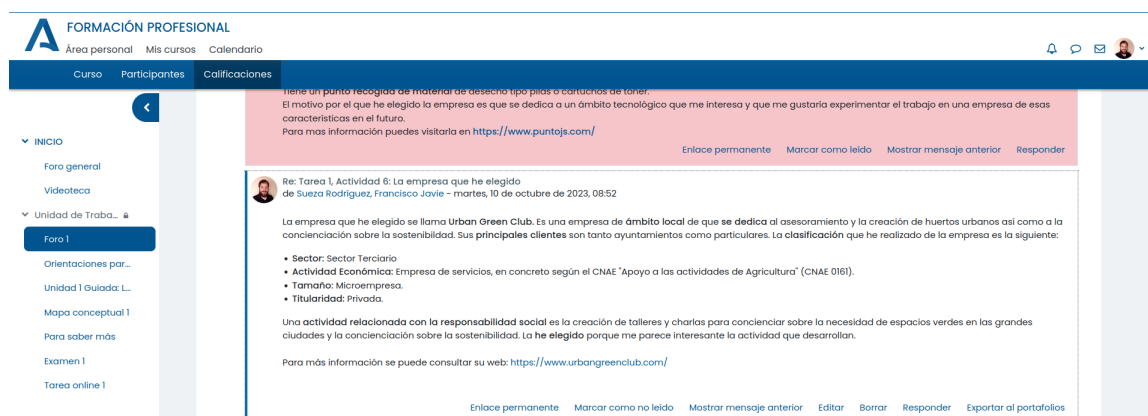 FORMACIÓN PROFESIONAL
Área personal Mis cursos Calendario
Curso Participantes Calificaciones
INICIO
Foro general
Videoteca
Unidad de Traba...
Foro 1
Orientaciones par...
Unidad 1 Guiada: L...
Mapa conceptual 1
Para saber más
Examen 1
Tarea online 1
Tiene un punto recogida de material de desecho tipo pilas o cartuchos de toner.
El motivo por el que he elegido la empresa es que se dedica a un ámbito tecnológico que me interesa y que me gustaria experimentar el trabajo en una empresa de esas
características en el futuro.
Para mas información puedes visitarla en https://www.puntojs.com/
Enlace permanente Marcar como leído Mostrar mensaje anterior Responder
Re: Tarea 1, Actividad 6: La empresa que he elegido
de Sueza Rodríguez, Francisco Javie - martes, 10 de octubre de 2023, 08:52
La empresa que he elegido se llama Urban Green Club. Es una empresa de ámbito local de que se dedica al asesoramiento y la creación de huertos urbanos así como a la
concienciación sobre la sostenibildad. Sus principales clientes son tanto ayuntamientos como particulares. La clasificación que he realizado de la empresa es la siguiente:
• Sector: Sector Terciario
• Actividad Económica: Empresa de servicios, en concreto según el CNAE "Apoyo a las actividades de Agricultura" (CNAE 0161).
• Tamaño: Microempresa.
• Titularidad: Privada.
Una actividad relacionada con la responsabilidad social es la creación de talleres y charlas para concienciar sobre la necesidad de espacios verdes en las grandes
ciudades y la concienciación sobre la sostenibilidad. La he elegido porque me parece interesante la actividad que desarrollan.
Para más información se puede consultar su web: https://www.urbangreenclub.com/
Enlace permanente Marcar como no leído Mostrar mensaje anterior Editar Borrar Responder Exportar al portafolios